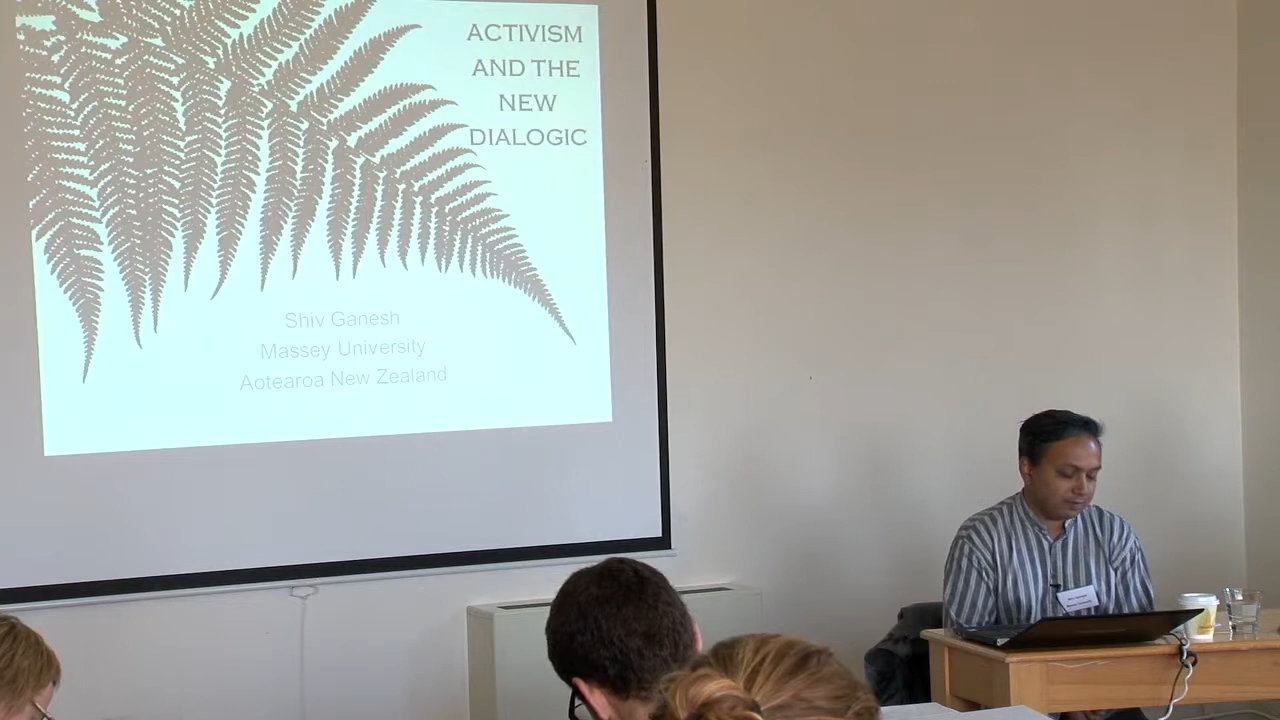 ACTIVISM
AND THE
NEW
DIALOGIC
Shiv Ganesh
Massey University
Aotearoa New Zealand